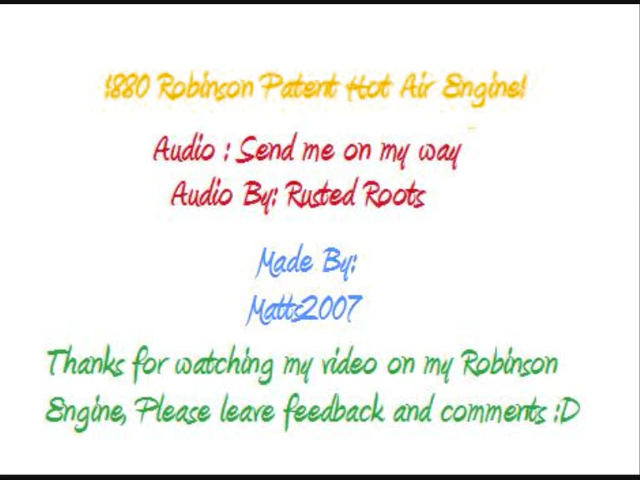 1880 Robinson Patent Hot Air Engine!
Audio : Send me on my way
Audio By: Rusted Roots
Made By:
Matts2007
Thanks for watching my video on my Robinson
Engine, Please leave feedback and comments :D